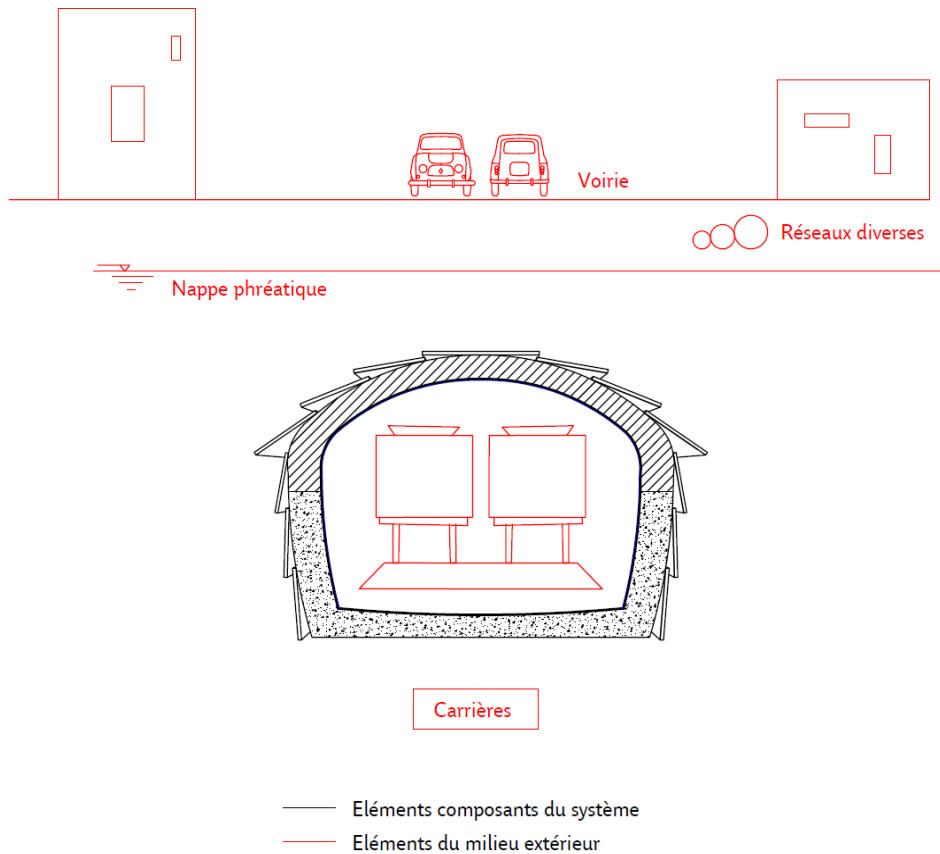 Voirie
Réseaux diverses
Nappe phréatique
Carrières
Eléments composants du système
Eléments du milieu extérieur